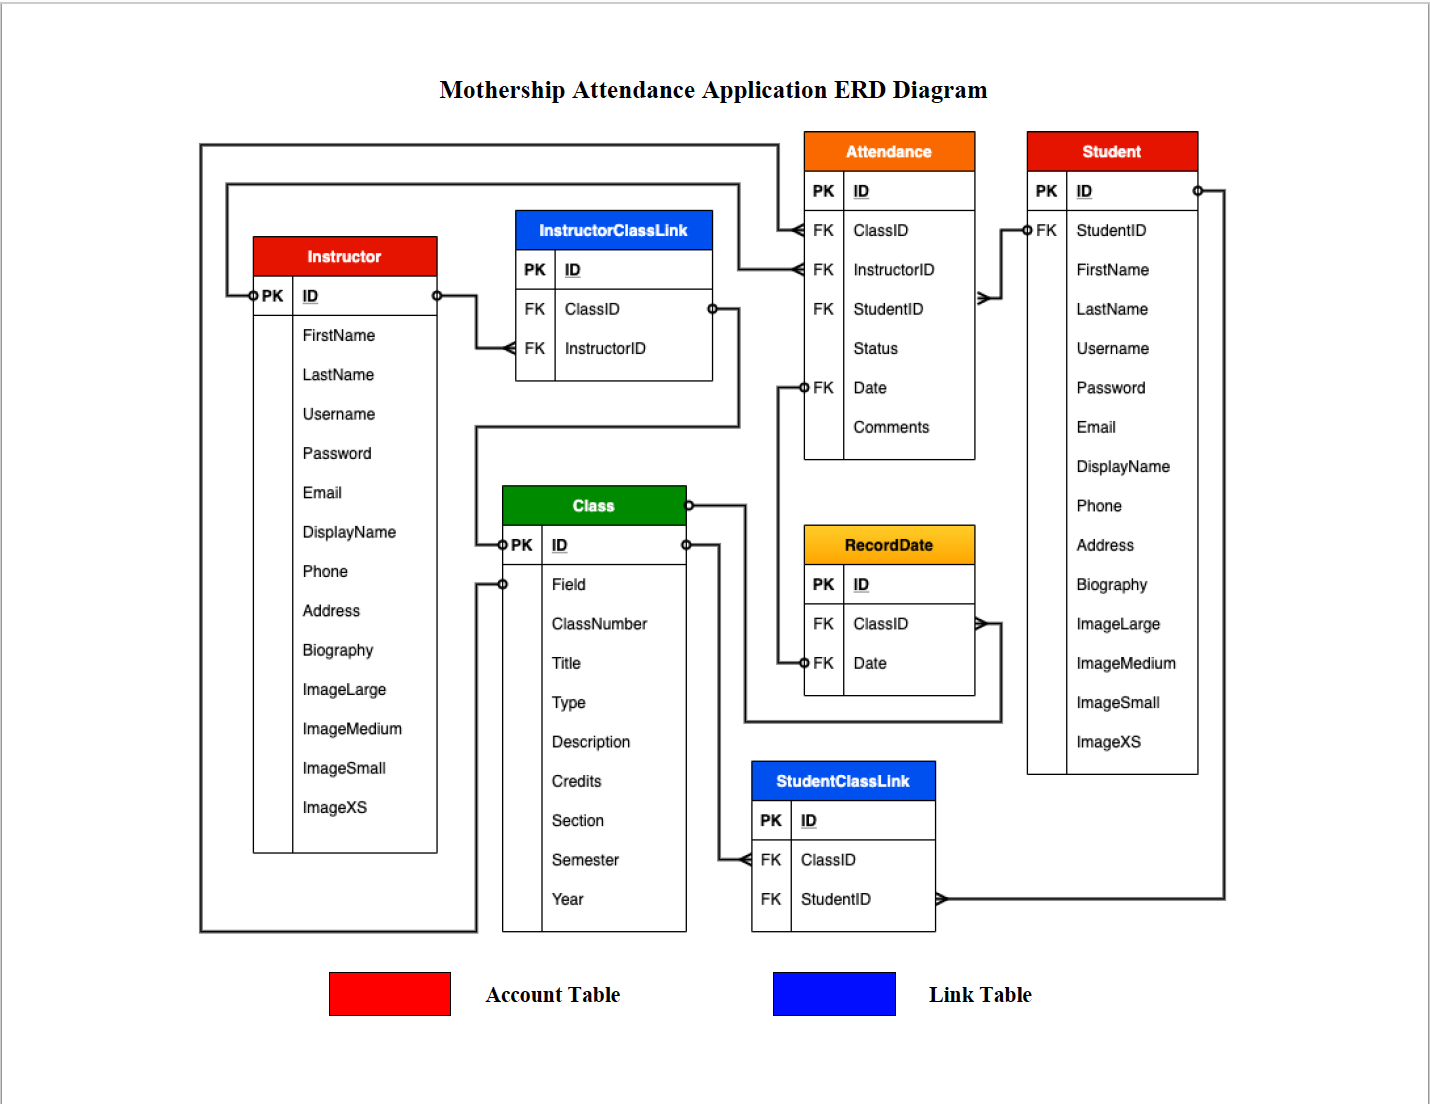 Mothership Attendance Application ERD Diagram
Instructor
PK ID
FirstName
LastName
Username
Password
Email
DisplayName
Phone
Address
Biography
ImageLarge
ImageMedium
ImageSmall
ImageXS
InstructorClassLink
PK ID
FK ClassID
FK InstructorID
Class
PK ID
Field
ClassNumber
Title
Type
Description
Credits
Section
Semester
Year
Attendance
PK ID
FK ClassID
FK InstructorID
FK StudentID
Status
FK Date
Comments
RecordDate
PK ID
FK ClassID
FK Date
StudentClassLink
PK ID
FK ClassID
FK StudentID
Student
PK ID
FK StudentID
FirstName
LastName
Username
Password
Email
DisplayName
Phone
Address
Biography
ImageLarge
ImageMedium
ImageSmall
ImageXS
Account Table
Link Table